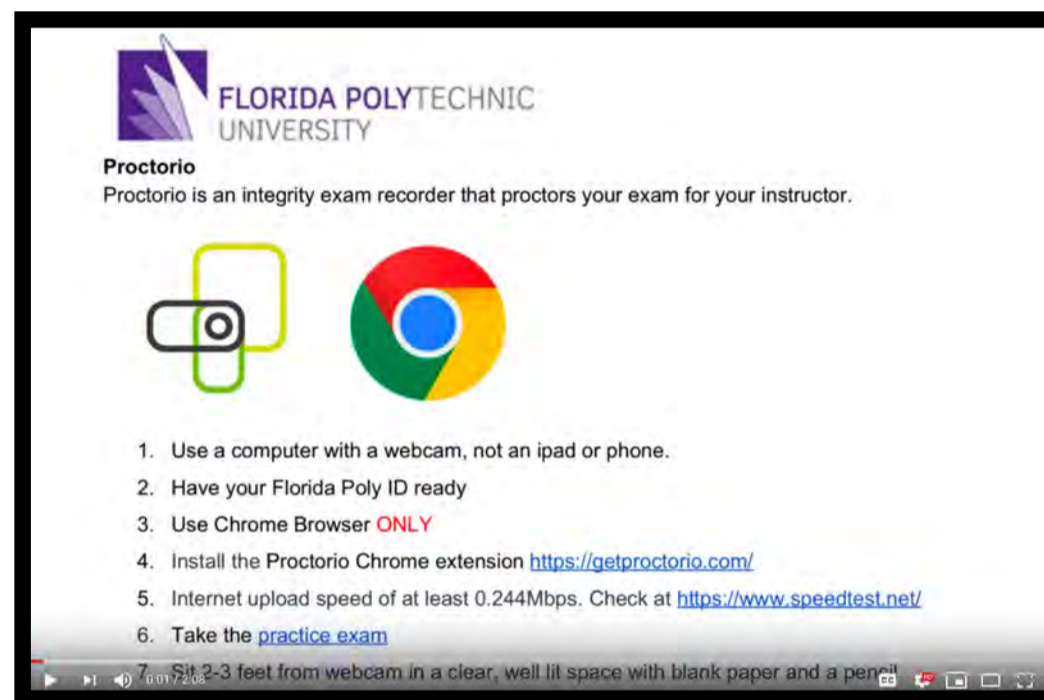 FLORIDA POLYTECHNIC
UNIVERSITY
Proctorio
Proctorio is an integrity exam recorder that proctors your exam for your instructor.
1. Use a computer with a webcam, not an ipad or phone.
2. Have your Florida Poly ID ready
3. Use Chrome Browser ONLY
4. Install the Proctorio Chrome extension https://getproctorio.com/
5. Internet upload speed of at least 0.244Mbps. Check at https://www.speedtest.net/
6. Take the practice exam
7. Sit 2-3 feet from webcam in a clear, well lit space with blank paper and a pencil
0:01 / 2:08
CC
HD